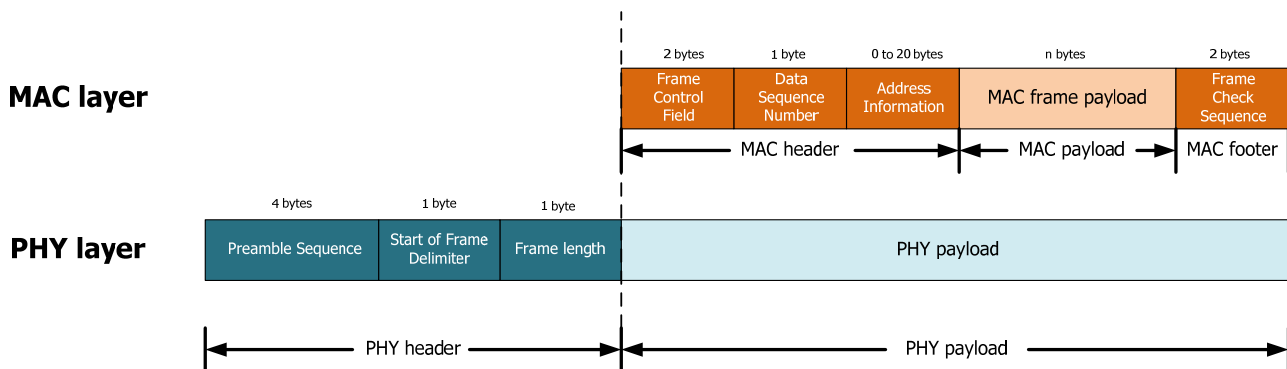 2 bytes 1 byte 0 to 20 bytes n bytes 2 bytes
MAC layer
Frame Control Field
Data Sequence Number
Address Information
MAC frame payload
Frame Check Sequence
MAC header MAC payload MAC footer
4 bytes 1 byte 1 byte
PHY layer
Preamble Sequence
Start of Frame Delimiter
Frame length
PHY payload
PHY header PHY payload